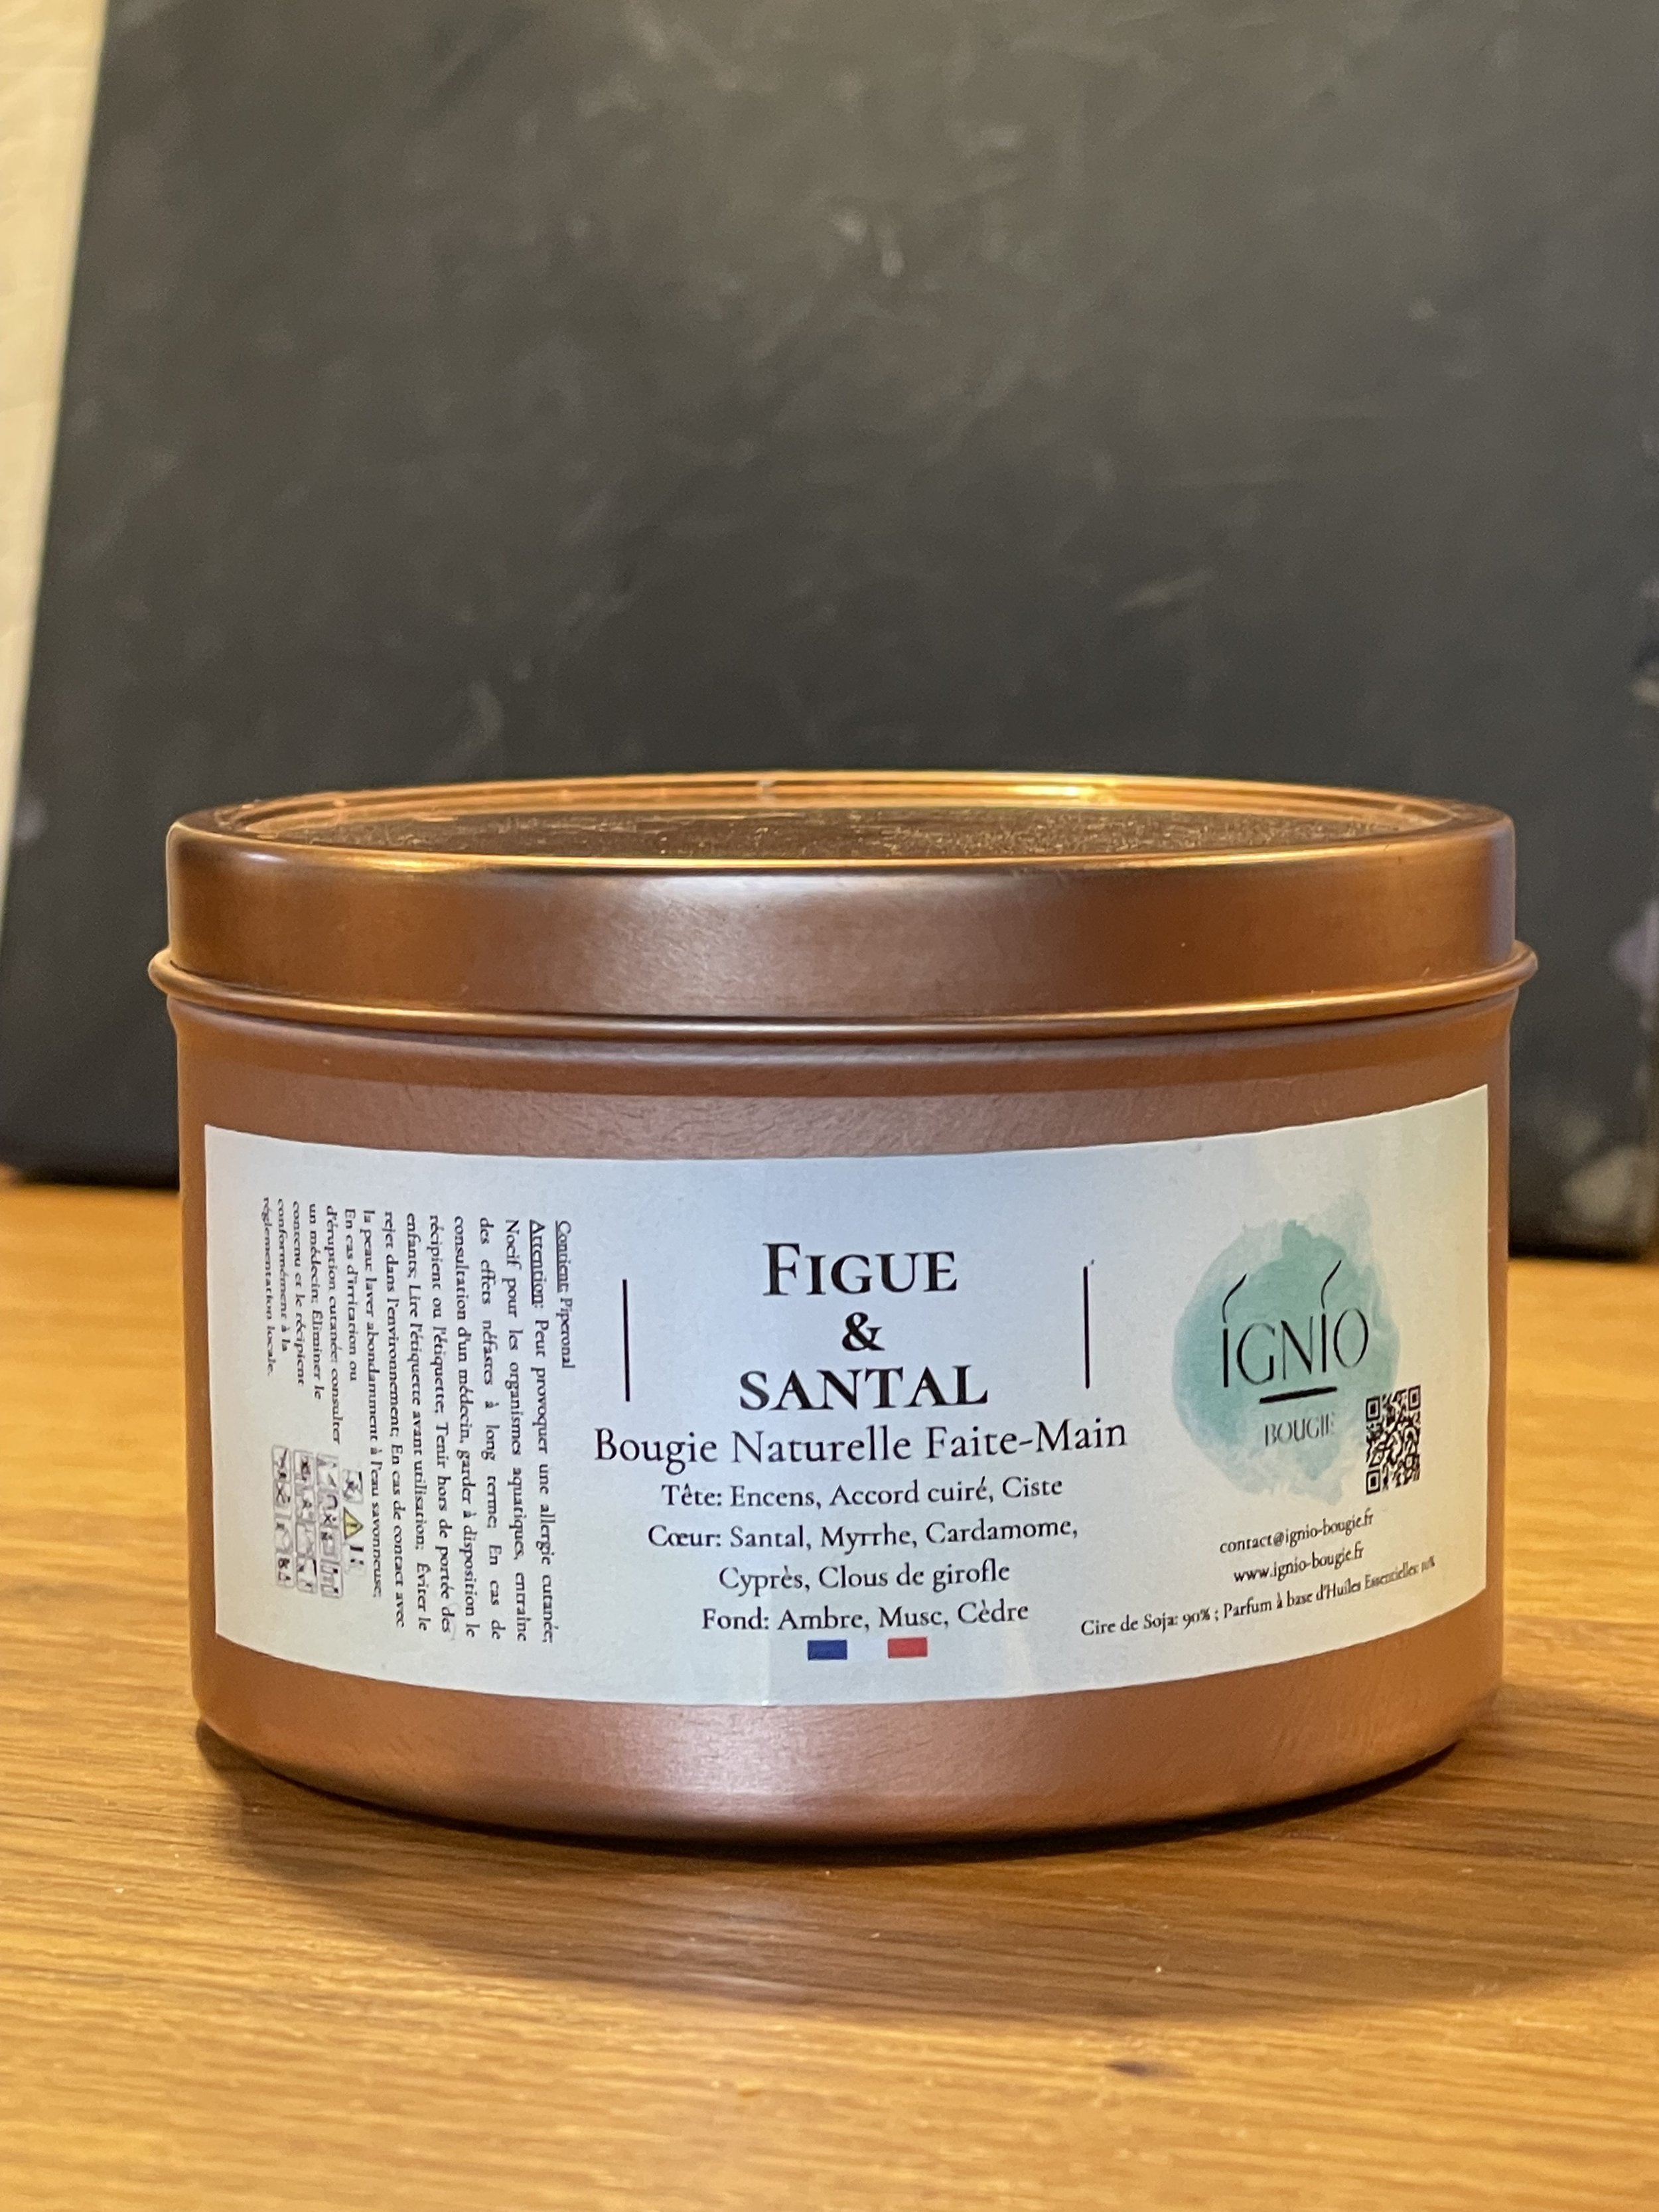 FIGUE
&
SANTAL
Bougie Naturelle Faite-Main
Tête: Encens, Accord cuiré, Ciste
Cœur: Santal, Myrrhe, Cardamome,
Cyprès, Clous de girofle
Fond: Ambre, Musc, Cèdre
IGNIO
BOUGIE
contact@ignio-bougie.fr
www.ignio-bougie.fr
Cire de Soja: 90% ; Parfum à base d'Huiles Essentielles: 10%
Contient: Piperonal
Attention: Peut provoquer une allergie cutanée;
Nocif pour les organismes aquatiques, entraîne
des effets néfastes à long terme; En cas de
consultation d'un médecin, garder à disposition le
récipient ou l'étiquette; Tenir hors de portée des
enfants; Lire l'étiquette avant utilisation; Éviter le
rejet dans l'environnement; En cas de contact avec
la peau: laver abondamment à l'eau savonneuse;
En cas d'irritation ou
d'éruption cutanée: consulter
un médecin; Éliminer le
contenu et le récipient
conformément à la
réglementation locale.